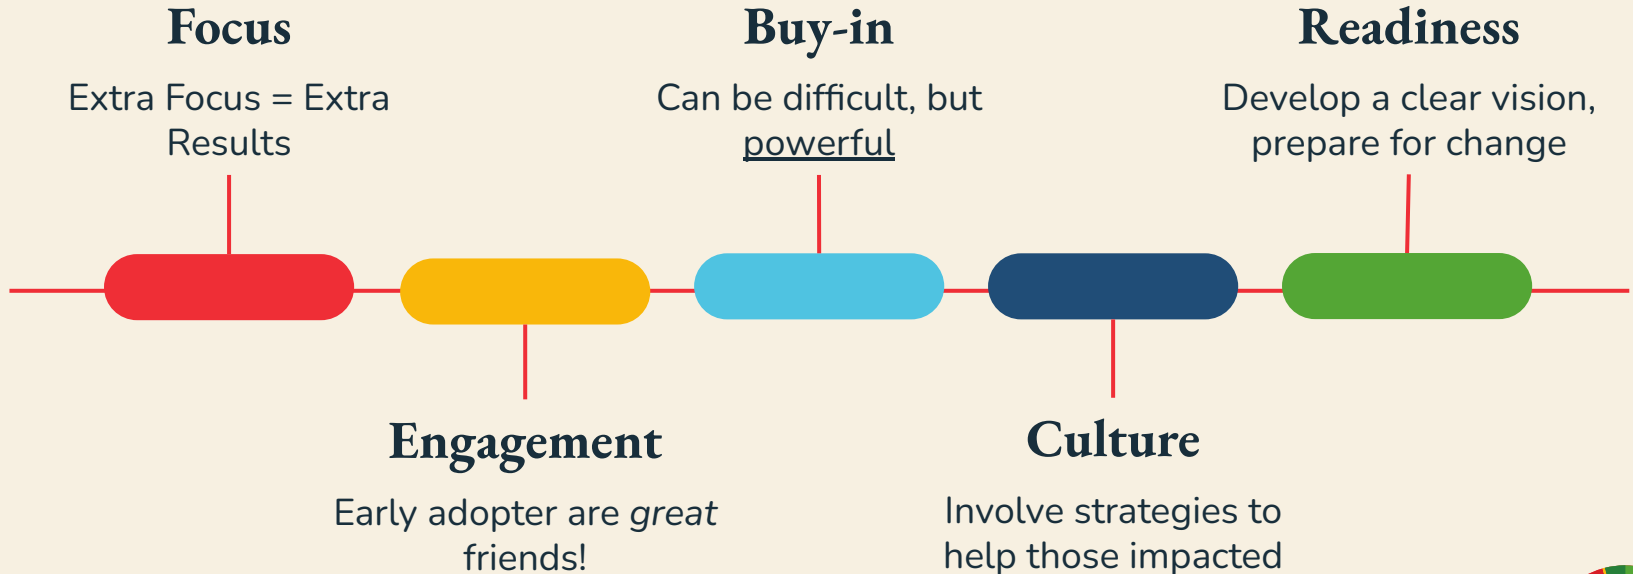 Focus
Extra Focus = Extra
Results
Engagement
Early adopter are great
friends!
Buy-in
Can be difficult, but
powerful
Culture
Involve strategies to
help those impacted
Readiness
Develop a clear vision,
prepare for change